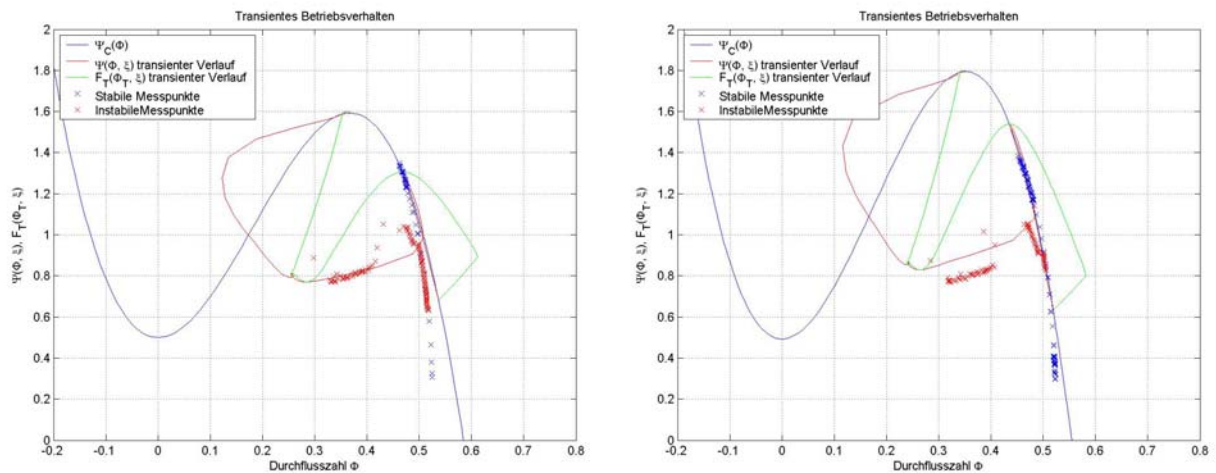 Transientes Betriebsverhalten
Ψ_C(Φ)
Ψ(Φ, ξ) transienter Verlauf
F_T(Φ_T, ξ) transienter Verlauf
Stabile Messpunkte
InstabileMesspunkte
Ψ(Φ, ξ), F_T(Φ_T, ξ)
2
1.8
1.6
1.4
1.2
1
0.8
0.6
0.4
0.2
0
-0.2 -0.1 0 0.1 0.2 0.3 0.4 0.5 0.6 0.7 0.8
Durchflusszahl Φ
Transientes Betriebsverhalten
Ψ_C(Φ)
Ψ(Φ, ξ) transienter Verlauf
F_T(Φ_T, ξ) transienter Verlauf
Stabile Messpunkte
InstabileMesspunkte
Ψ(Φ, ξ), F_T(Φ_T, ξ)
2
1.8
1.6
1.4
1.2
1
0.8
0.6
0.4
0.2
0
-0.2 -0.1 0 0.1 0.2 0.3 0.4 0.5 0.6 0.7 0.8
Durchflusszahl Φ